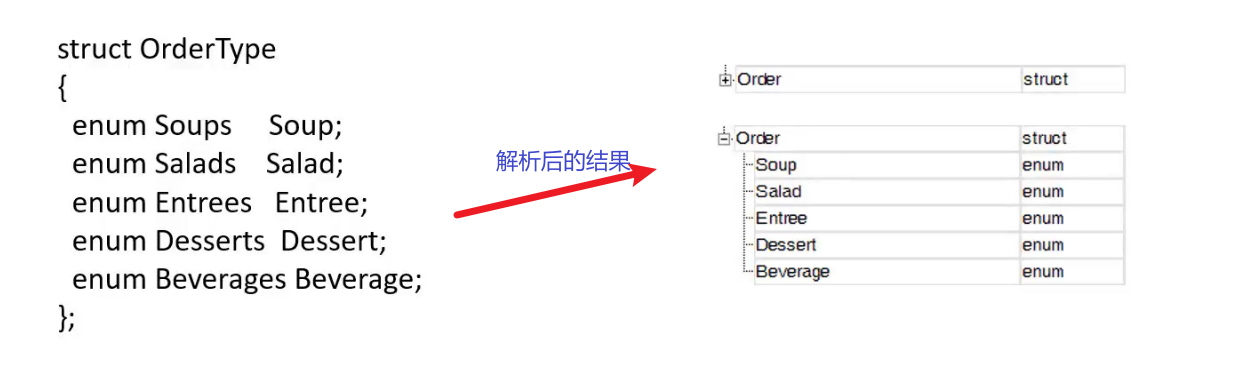 struct OrderType
{
enum Soups Soup;
enum Salads Salad;
enum Entrees Entree;
enum Desserts Dessert;
enum Beverages Beverage;
};
解析后的结果
Order struct
Order struct
Soup enum
Salad enum
Entree enum
Dessert enum
Beverage enum